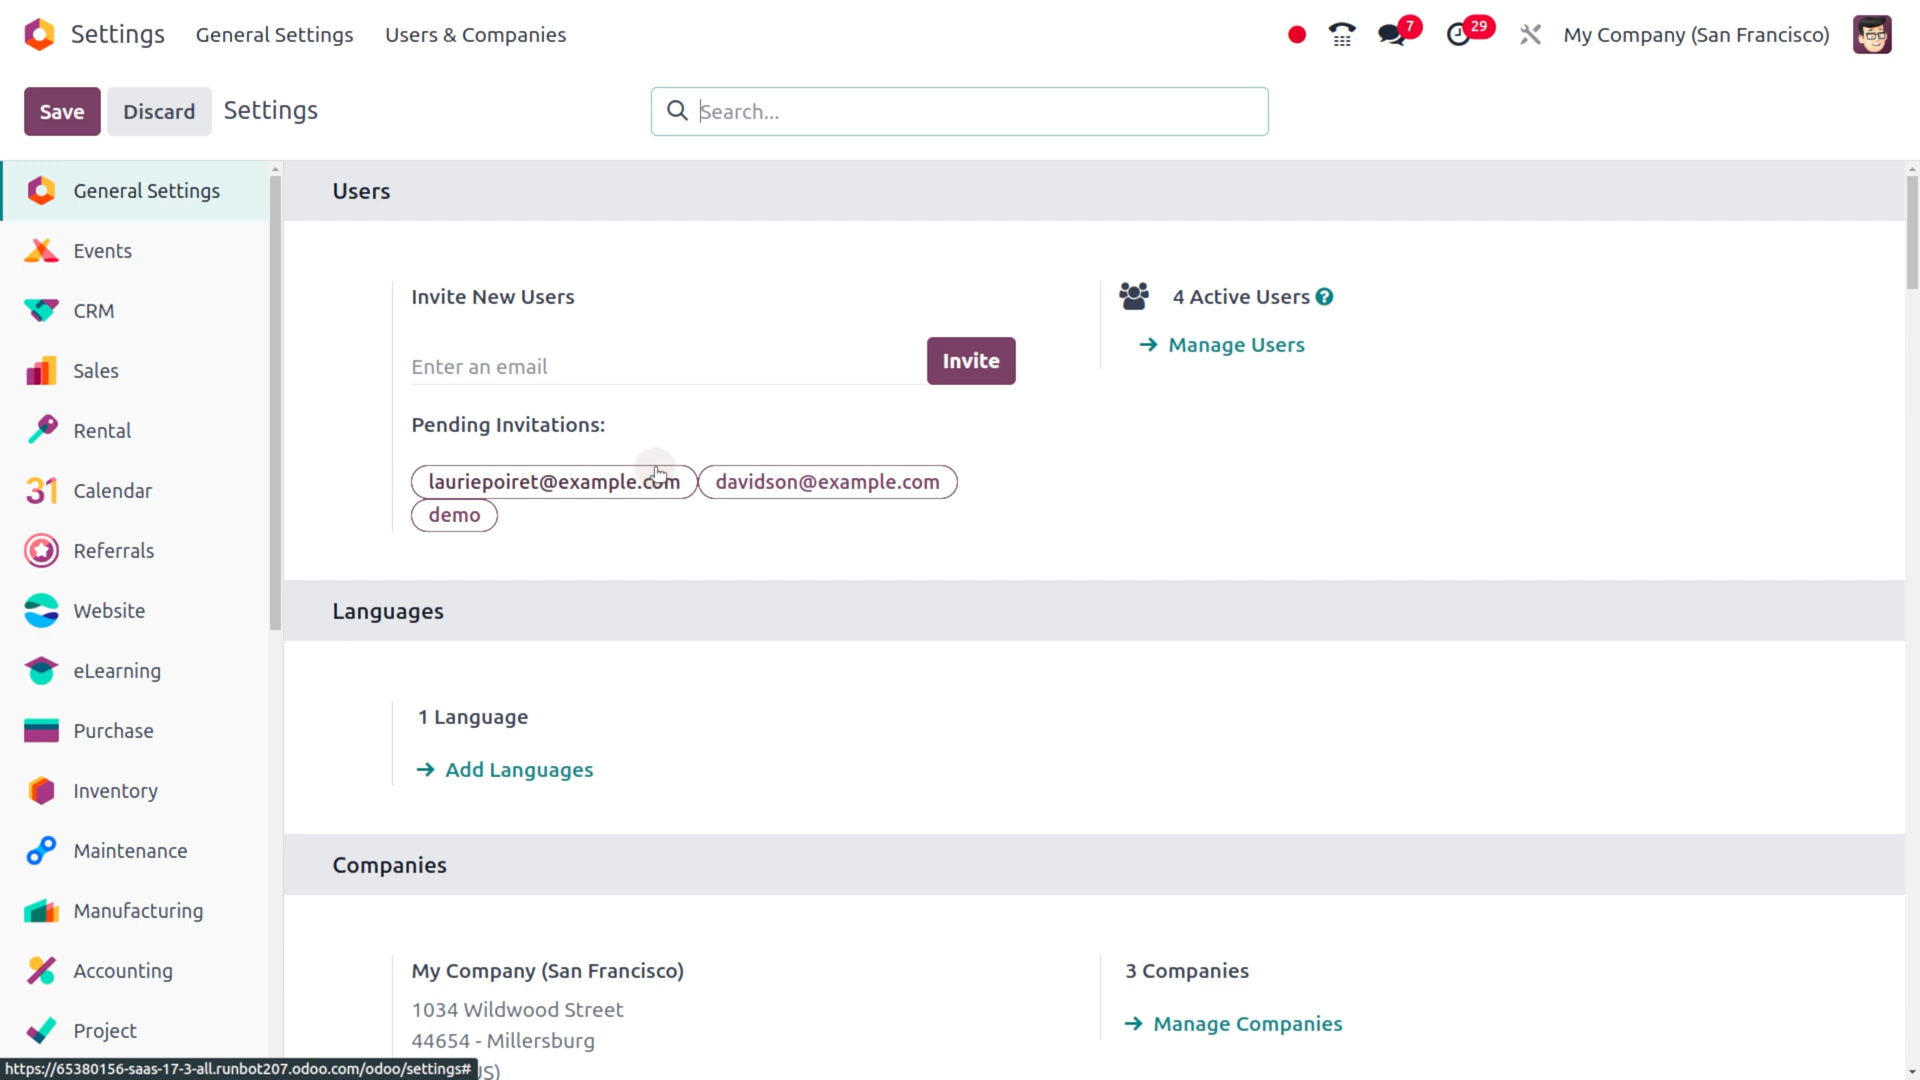 Settings General Settings Users & Companies 7 29 My Company (San Francisco)
Save Discard Settings Search...
General Settings
Events
CRM
Sales
Rental
31 Calendar
Referrals
Website
eLearning
Purchase
Inventory
Maintenance
Manufacturing
Accounting
Project
Users
Invite New Users
Enter an email Invite
Pending Invitations:
lauriepoiret@example.com davidson@example.com
demo
4 Active Users ?
→ Manage Users
Languages
1 Language
→ Add Languages
Companies
My Company (San Francisco)
1034 Wildwood Street
44654 - Millersburg
US)
3 Companies
→ Manage Companies
https://65380156-saas-17-3-all.runbot207.odoo.com/odoo/settings#